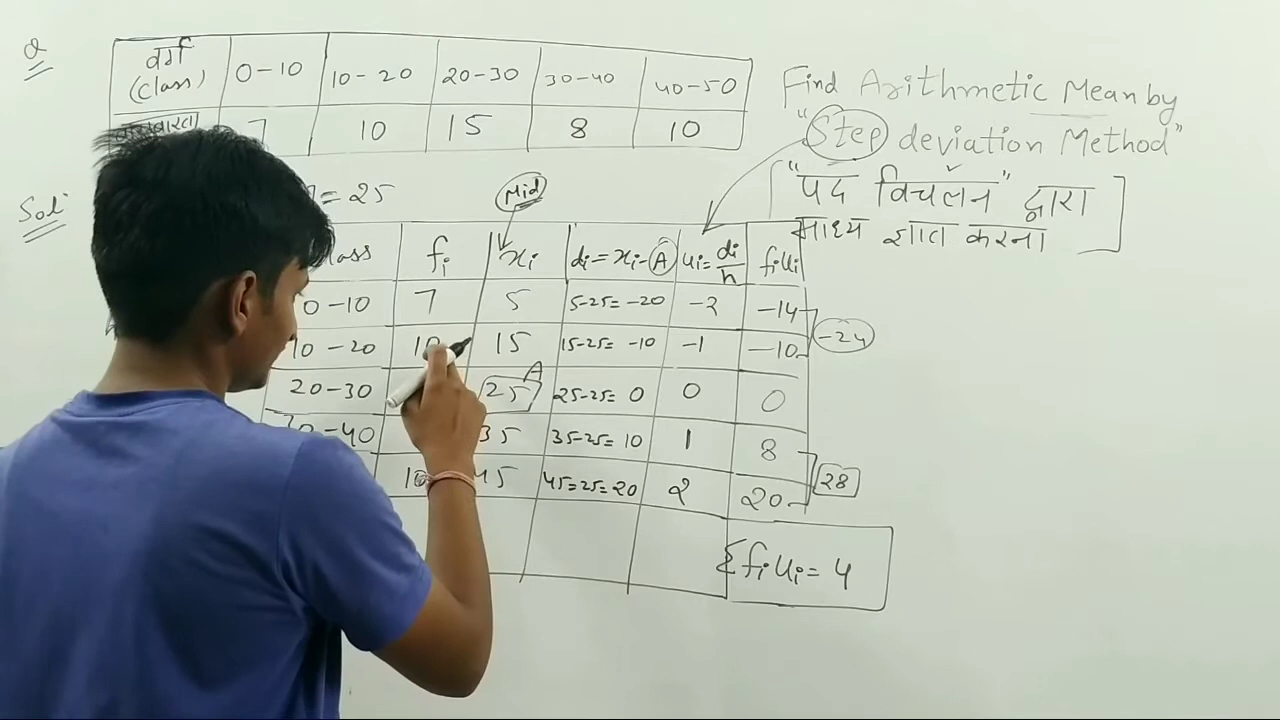 Q
वर्ग (class) 0-10 10-20 20-30 30-40 40-50
7 10 15 8 10
Find Arithmetic Mean by
"Step deviation Method"
"पद विचलन" द्वारा
माध्य ज्ञात करना
Sol:
= 25
Mid
fi xi di = xi - A ui = di/h fiui
0-10 7 5 5-25= -20 -2 -14
10-20 10 15 15-25= -10 -1 -10
-24
20-30 25 A 25-25= 0 0 0
-40 35 35-25= 10 1 8
10 45 45=25=20 2 20
28
Σfiui= 4